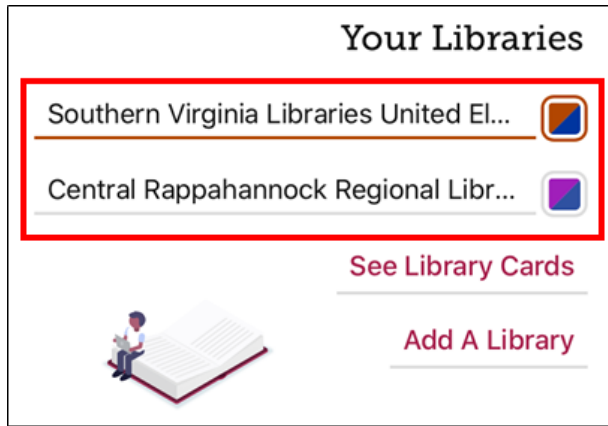 Your Libraries
Southern Virginia Libraries United El...
Central Rappahannock Regional Libr...
See Library Cards
Add A Library